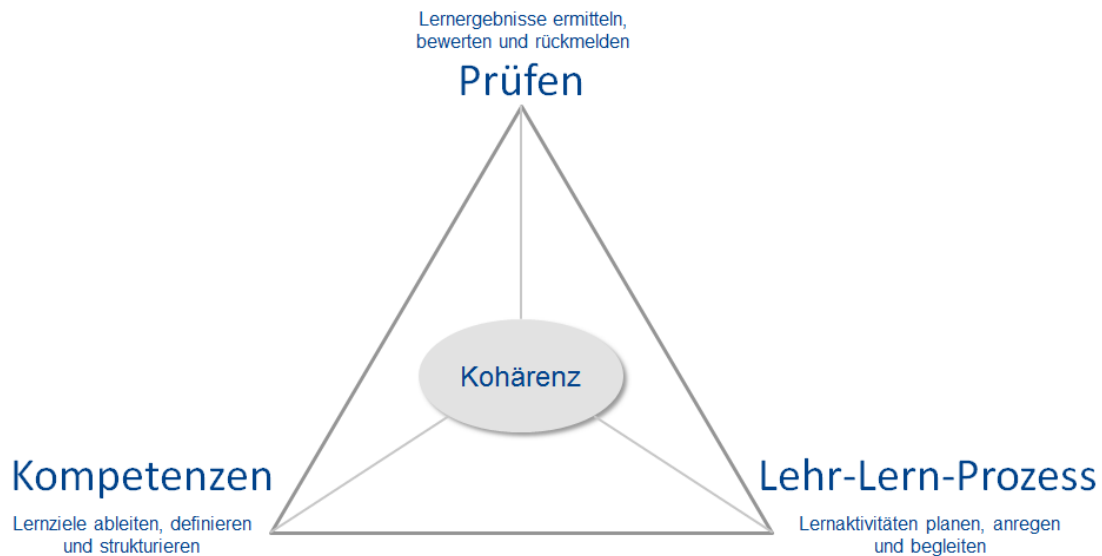 Lernergebnisse ermitteln,
bewerten und rückmelden
Prüfen
Kohärenz
Kompetenzen
Lernziele ableiten, definieren
und strukturieren
Lehr-Lern-Prozess
Lernaktivitäten planen, anregen
und begleiten